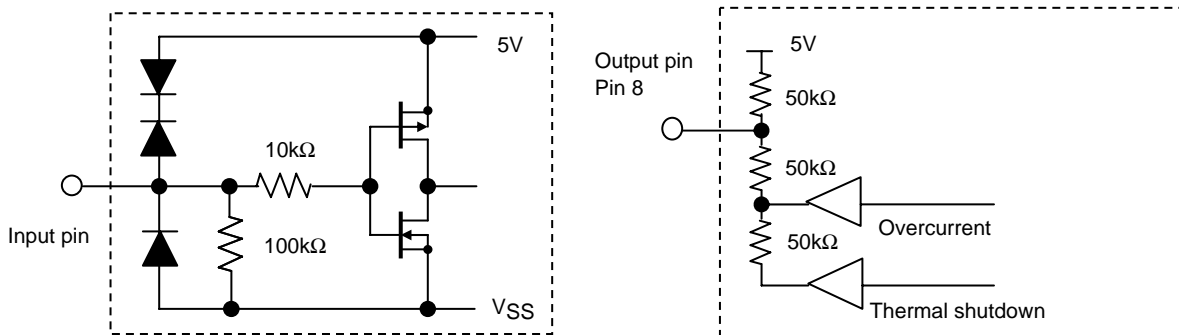 5V
10kΩ
Input pin
100kΩ
VSS
Output pin
Pin 8
5V
50kΩ
50kΩ
Overcurrent
50kΩ
Thermal shutdown